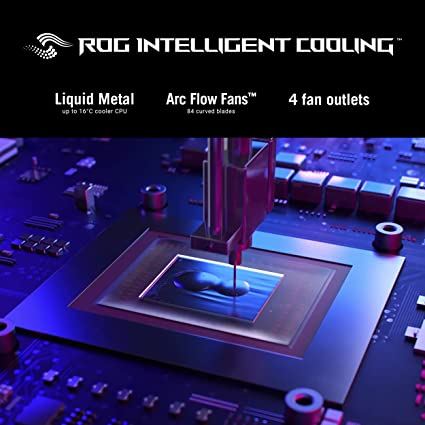 ROG INTELLIGENT COOLING™
Liquid Metal
up to 16°C cooler CPU
Arc Flow Fans™
84 curved blades
4 fan outlets